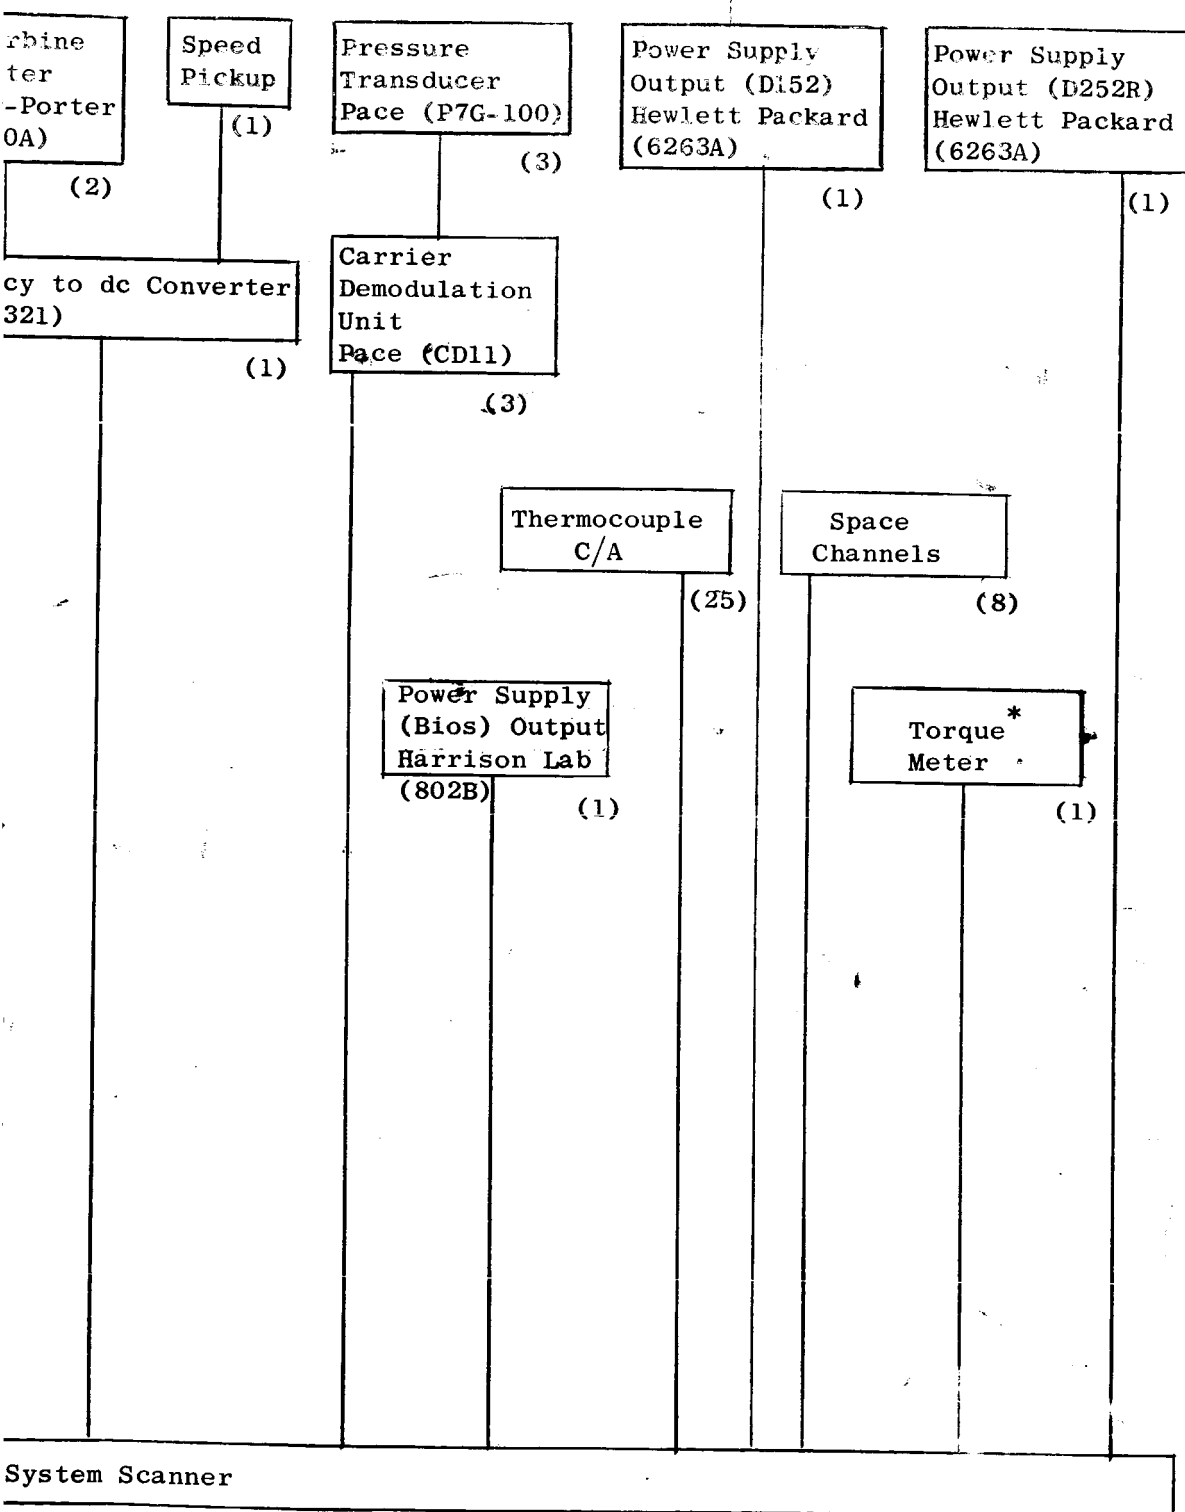 rbine
ter
-Porter
0A)
(2)
Speed
Pickup
(1)
Pressure
Transducer
Pace (P7G-100)
(3)
Power Supply
Output (D152)
Hewlett Packard
(6263A)
(1)
Power Supply
Output (D252R)
Hewlett Packard
(6263A)
(1)
cy to dc Converter
321)
(1)
Carrier
Demodulation
Unit
Pace (CD11)
(3)
Thermocouple
C/A
(25)
Space
Channels
(8)
Power Supply
(Bios) Output
Harrison Lab
(802B)
(1)
Torque*
Meter
(1)
System Scanner